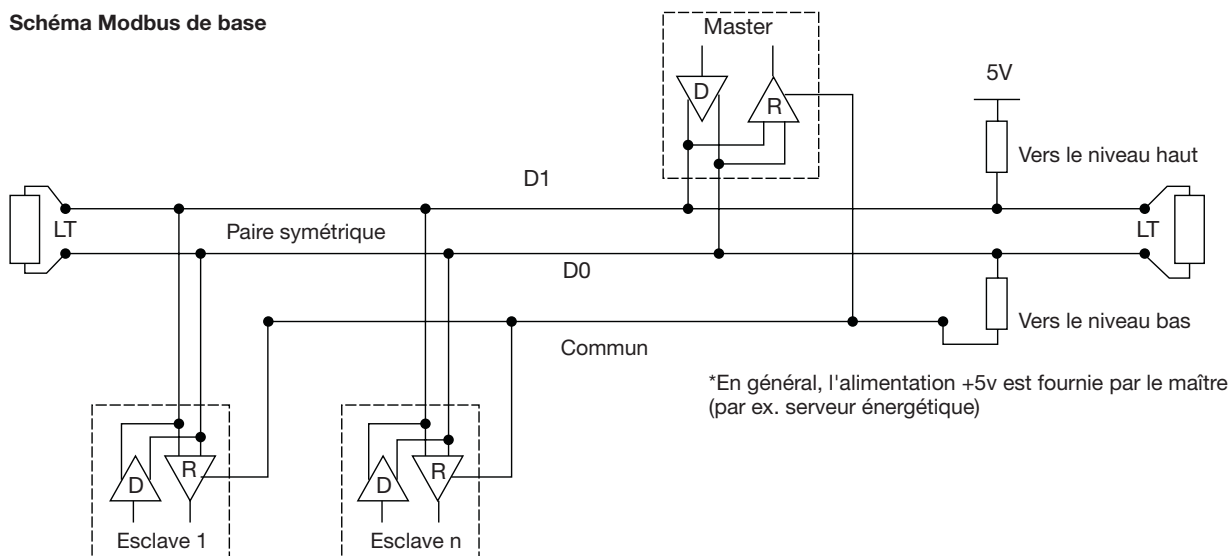 Schéma Modbus de base
Master
D
R
5V
Vers le niveau haut
D1
LT
Paire symétrique
LT
D0
Vers le niveau bas
Commun
*En général, l'alimentation +5v est fournie par le maître
(par ex. serveur énergétique)
D
R
D
R
Esclave 1
Esclave n